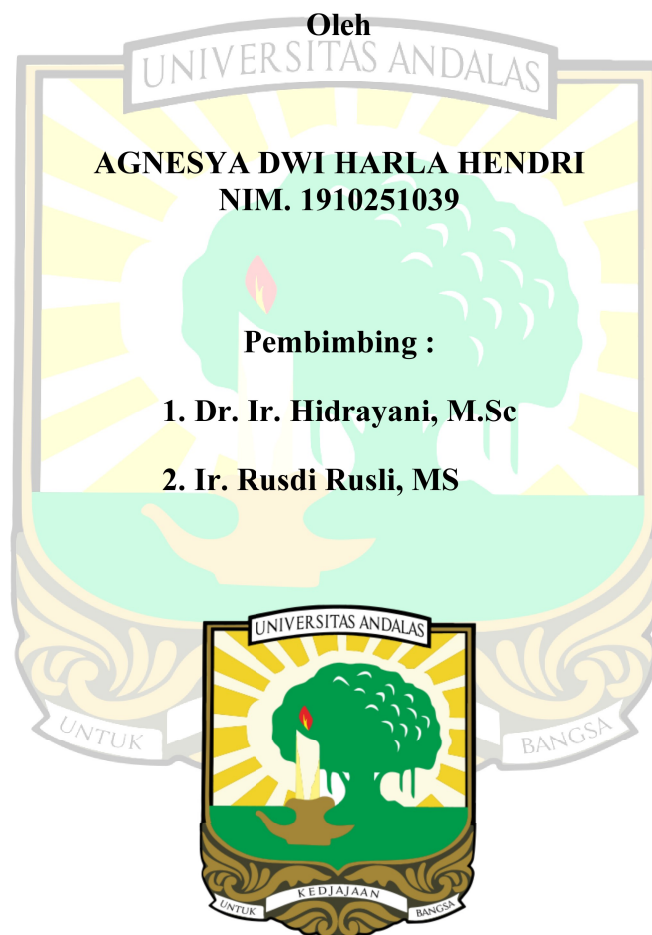 Oleh
UNIVERSITAS ANDALAS
AGNESYA DWI HARLA HENDRI
NIM. 1910251039
Pembimbing :
1. Dr. Ir. Hidrayani, M.Sc
2. Ir. Rusdi Rusli, MS
UNIVERSITAS ANDALAS
UNTUK
BANGSA
KEDJAJAAN
UNTUK
BANGSA